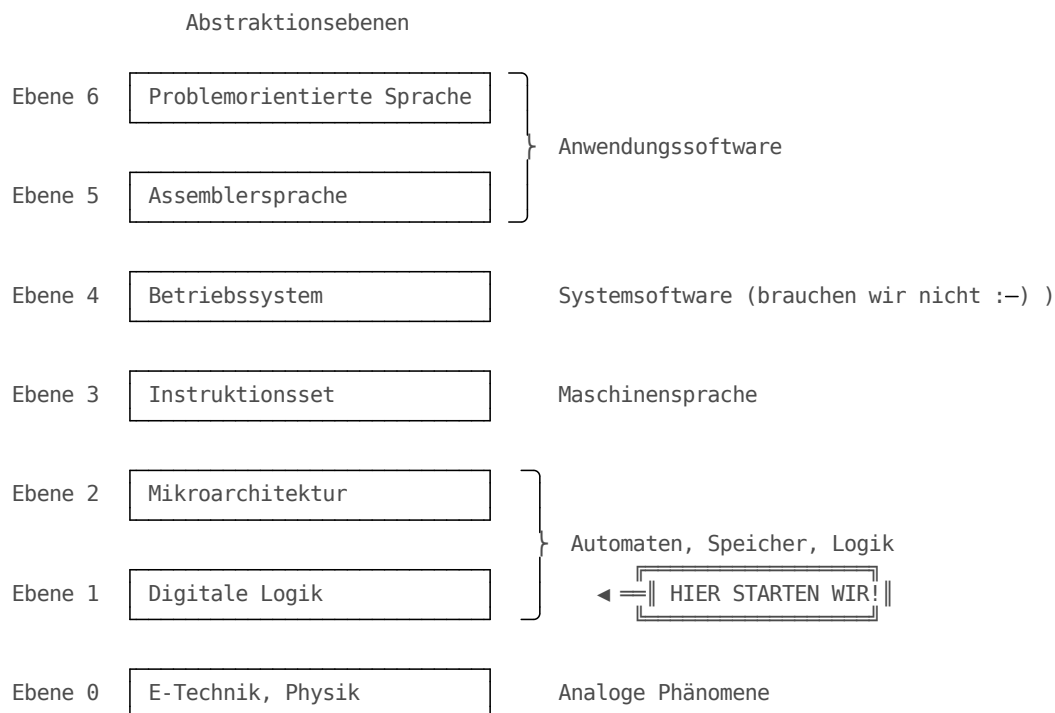 Abstraktionsebenen
Ebene 6 Problemorientierte Sprache
Anwendungssoftware
Ebene 5 Assemblersprache
Ebene 4 Betriebssystem Systemsoftware (brauchen wir nicht :—) )
Ebene 3 Instruktionsset Maschinensprache
Ebene 2 Mikroarchitektur
Automaten, Speicher, Logik
Ebene 1 Digitale Logik HIER STARTEN WIR!
Ebene 0 E-Technik, Physik Analoge Phänomene